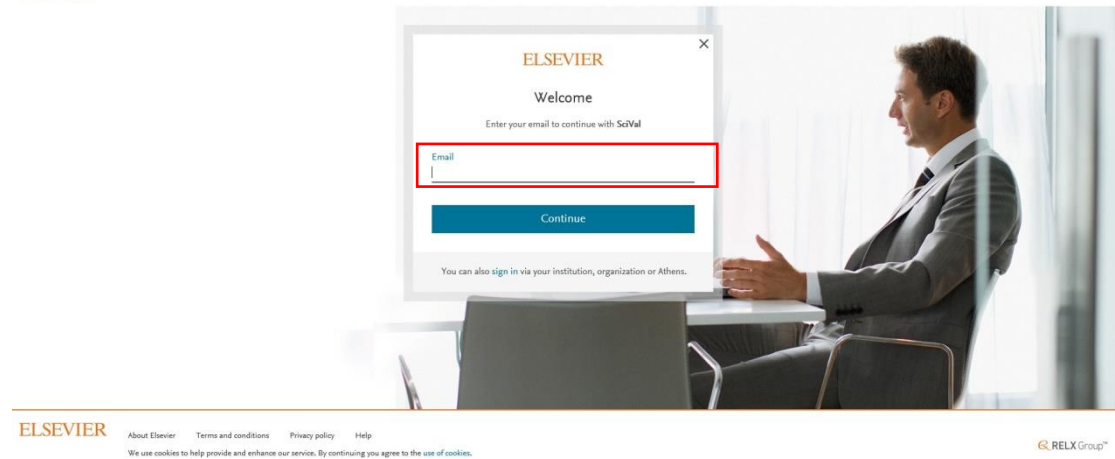 ELSEVIER
Welcome
Enter your email to continue with SciVal
Email
Continue
You can also sign in via your institution, organization or Athens.
ELSEVIER
About Elsevier Terms and conditions Privacy policy Help
We use cookies to help provide and enhance our service. By continuing you agree to the use of cookies.
RELX Group™